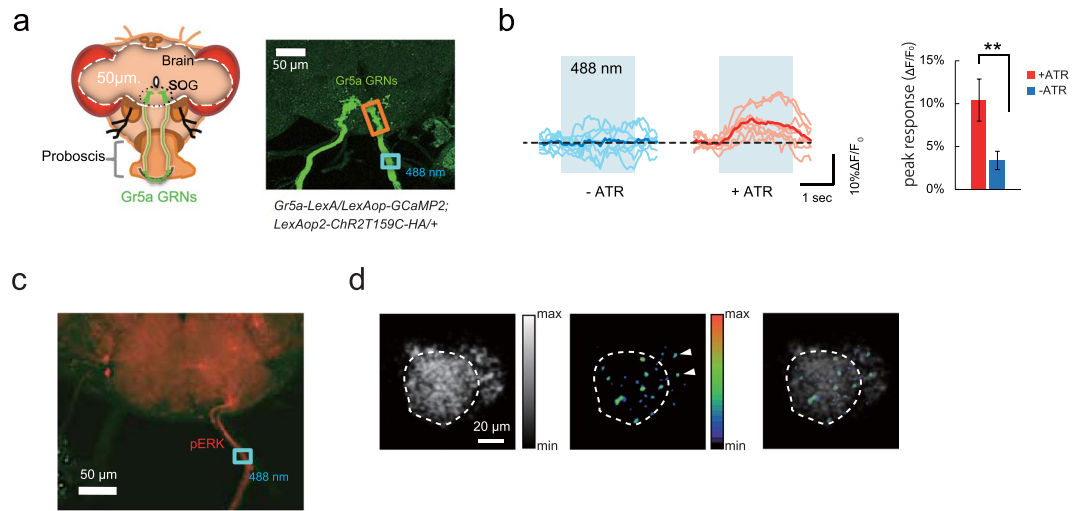 a
50µm.
Brain
SOG
Proboscis
Gr5a GRNs
50 µm
Gr5a GRNs
488 nm
Gr5a-LexA/LexAop-GCaMP2;
LexAop2-ChR2T159C-HA/+
b
488 nm
- ATR
+ ATR
1 sec
10%ΔF/F₀
peak response (ΔF/F₀)
15%
10%
5%
0%
**
+ATR
-ATR
c
pERK
488 nm
50 µm
d
20 µm
max
min
max
min
max
min